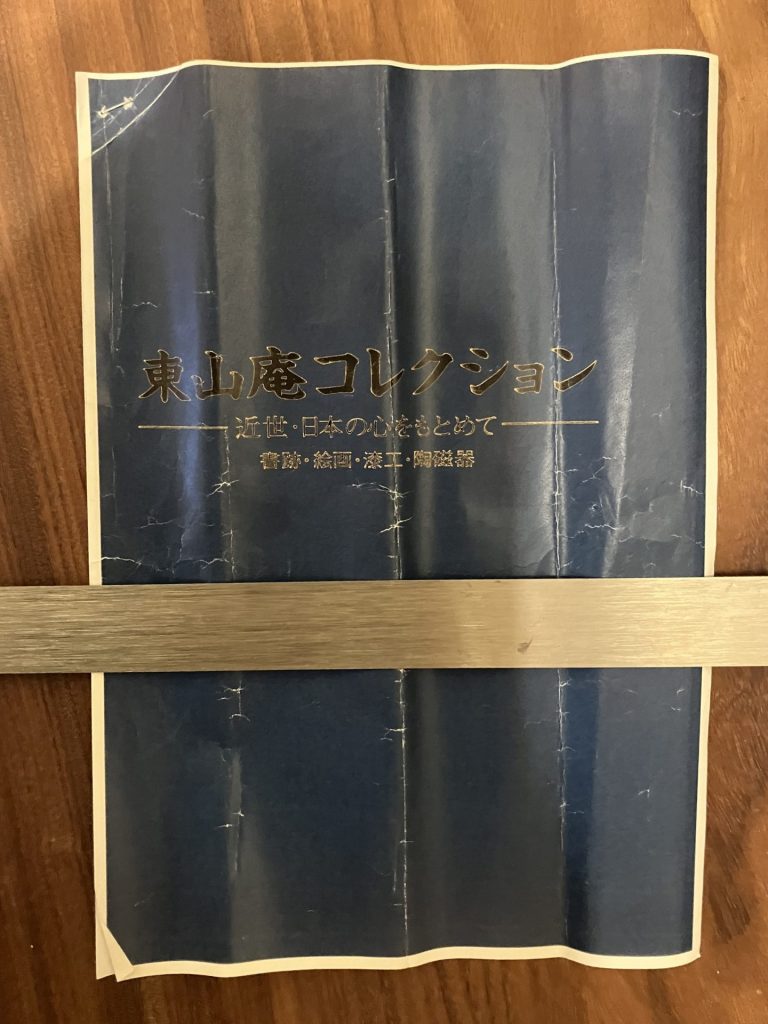 東山庵コレクション
近世・日本の心をもとめて
書跡・絵画・漆工・陶磁器